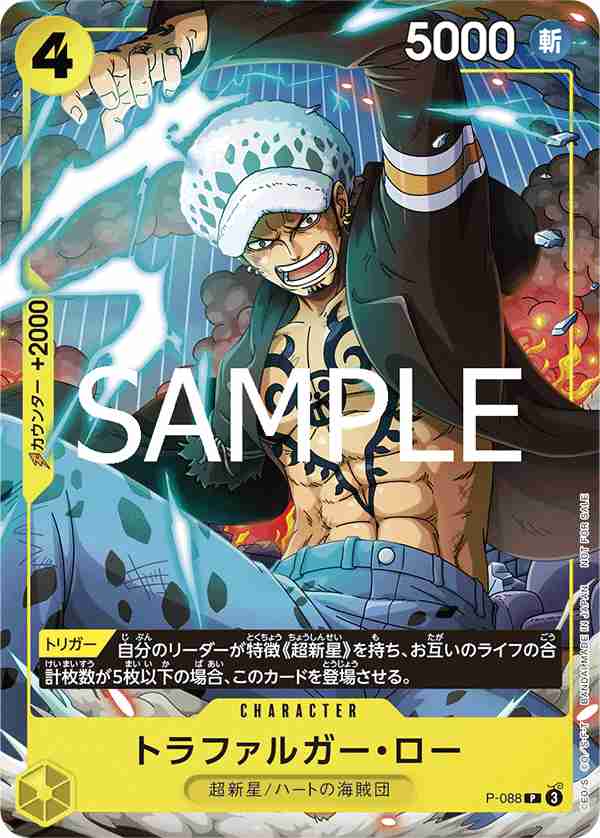 4
5000 斬
カウンター +2000
SAMPLE
トリガー 自分のリーダーが特徴《超新星》を持ち、お互いのライフの合
計枚数が5枚以下の場合、このカードを登場させる。
CHARACTER
トラファルガー・ロー
超新星/ハートの海賊団
P-088 P 3
BANDAI MADE IN JAPAN NOT FOR SALE